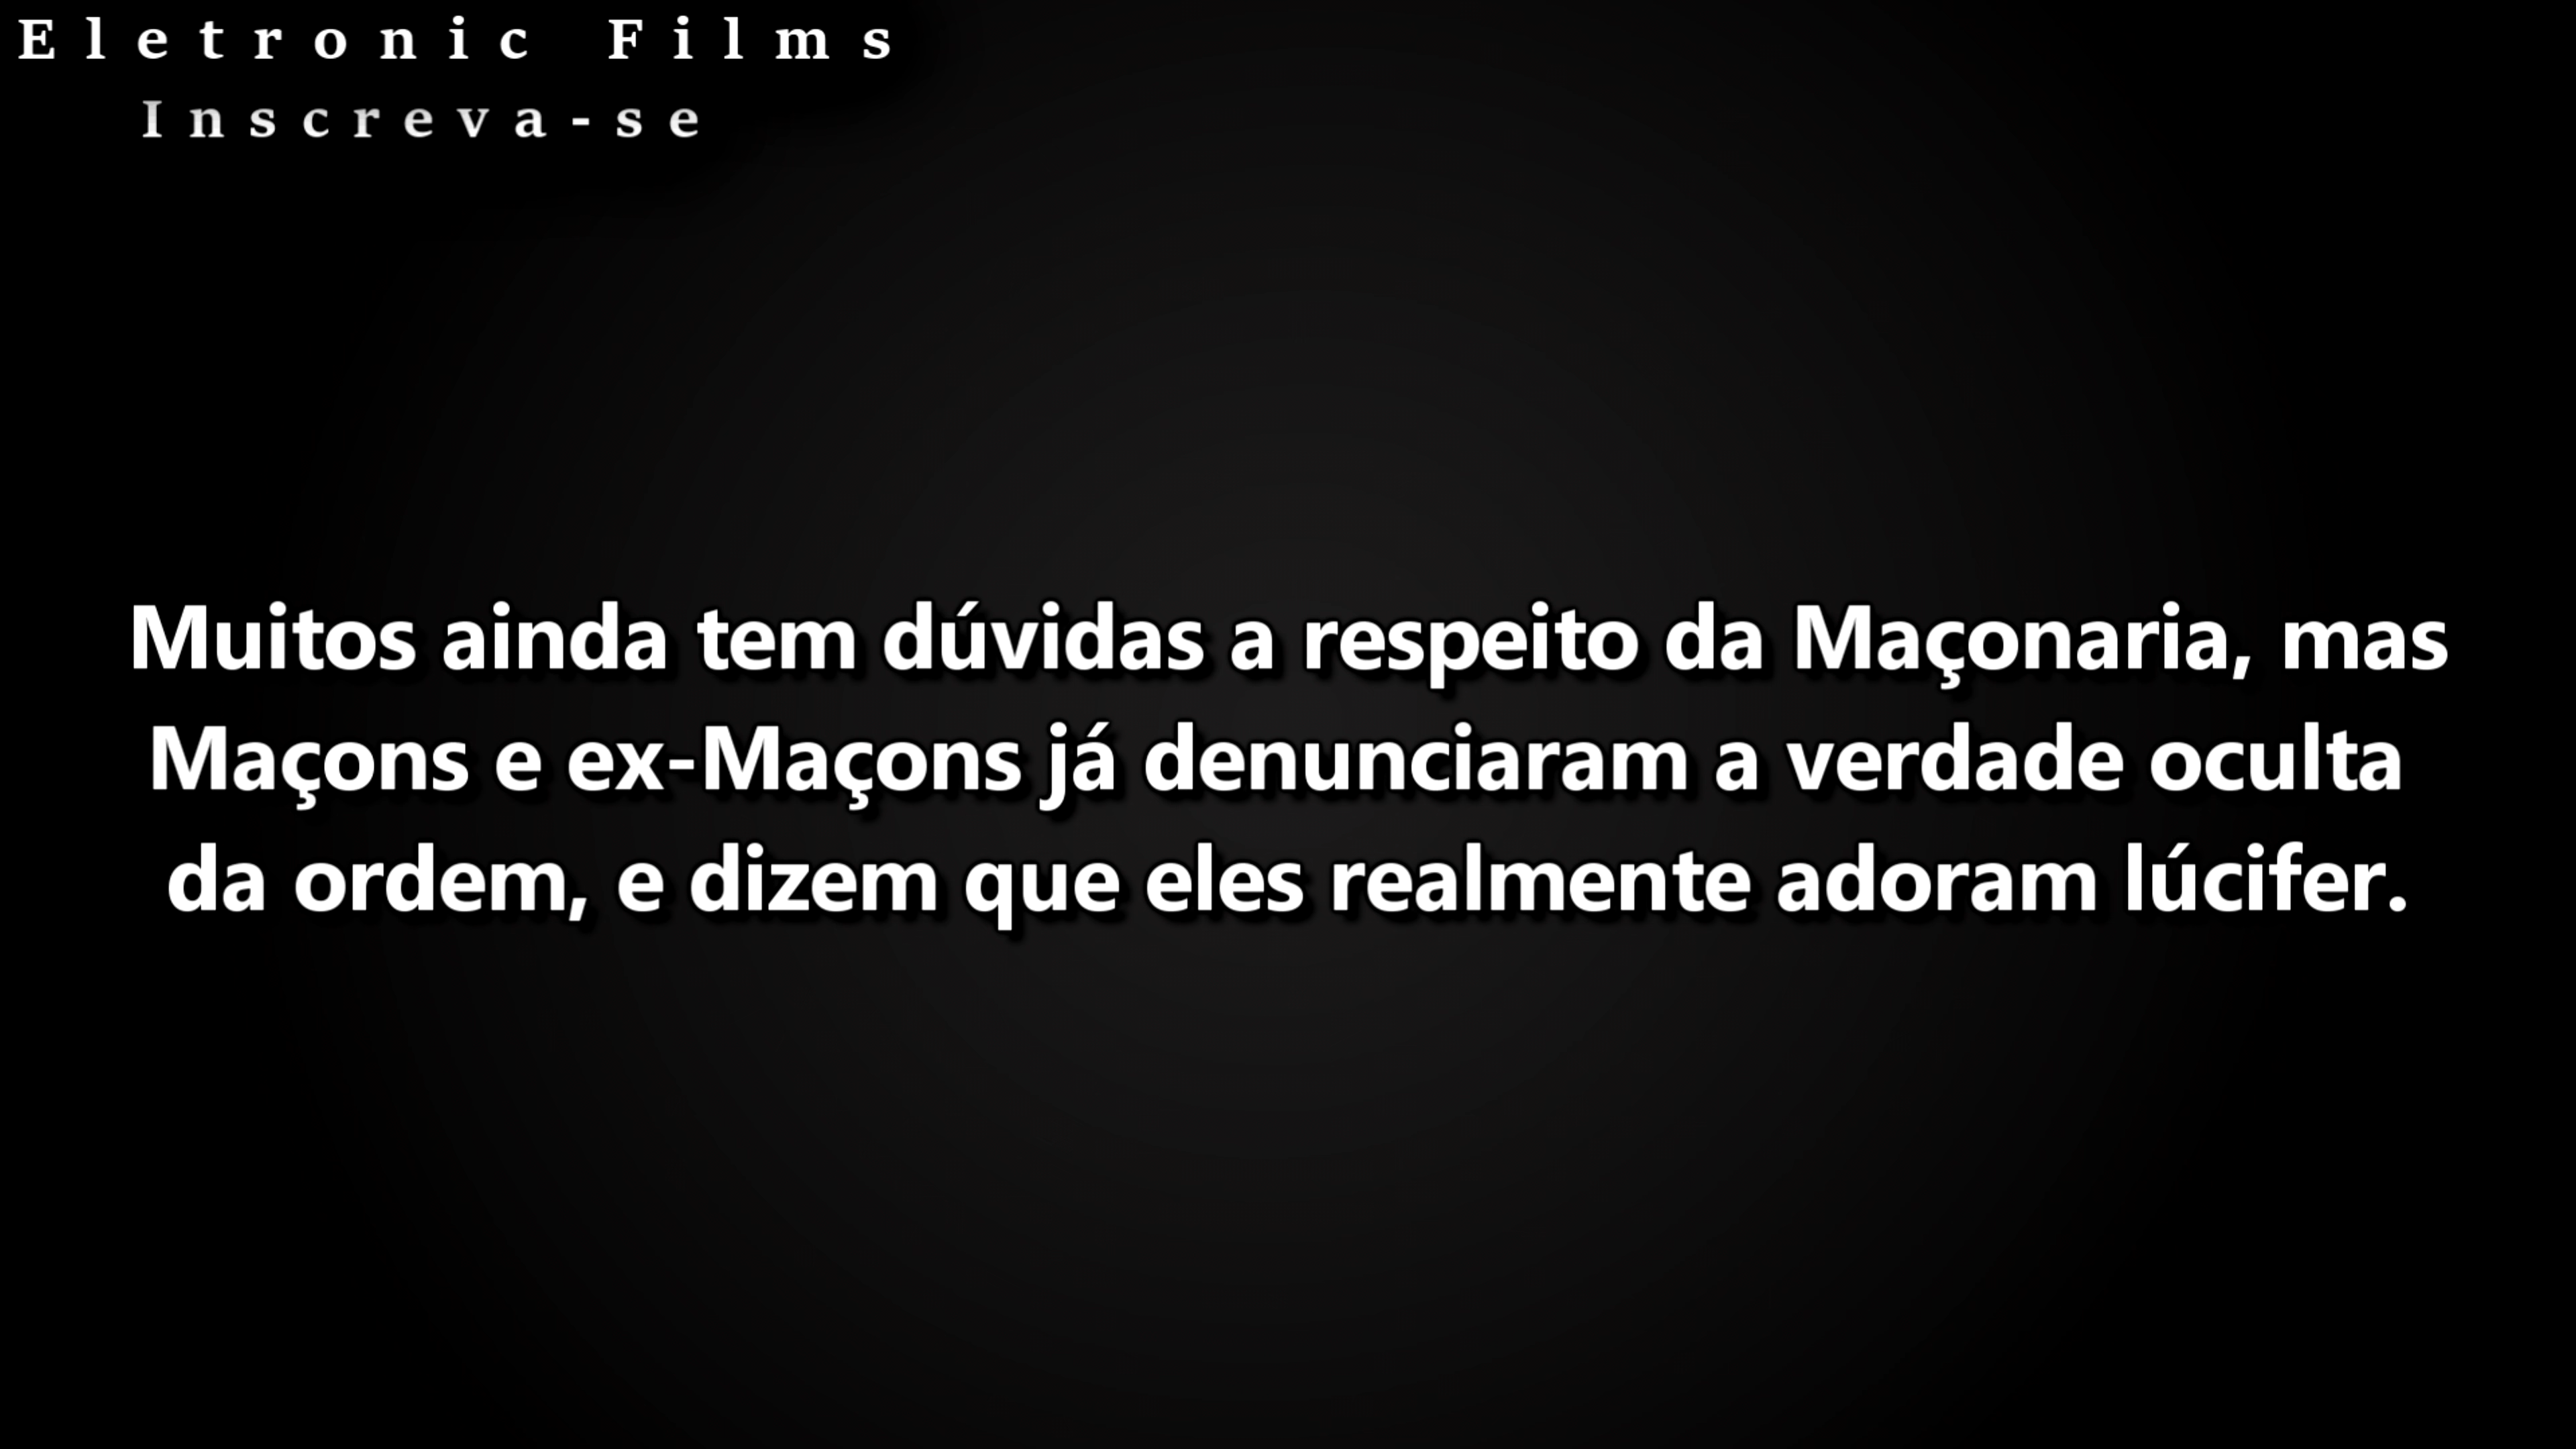 Eletronic Films
Inscreva-se
Muitos ainda tem dúvidas a respeito da Maçonaria, mas
Maçons e ex-Maçons já denunciaram a verdade oculta
da ordem, e dizem que eles realmente adoram lúcifer.